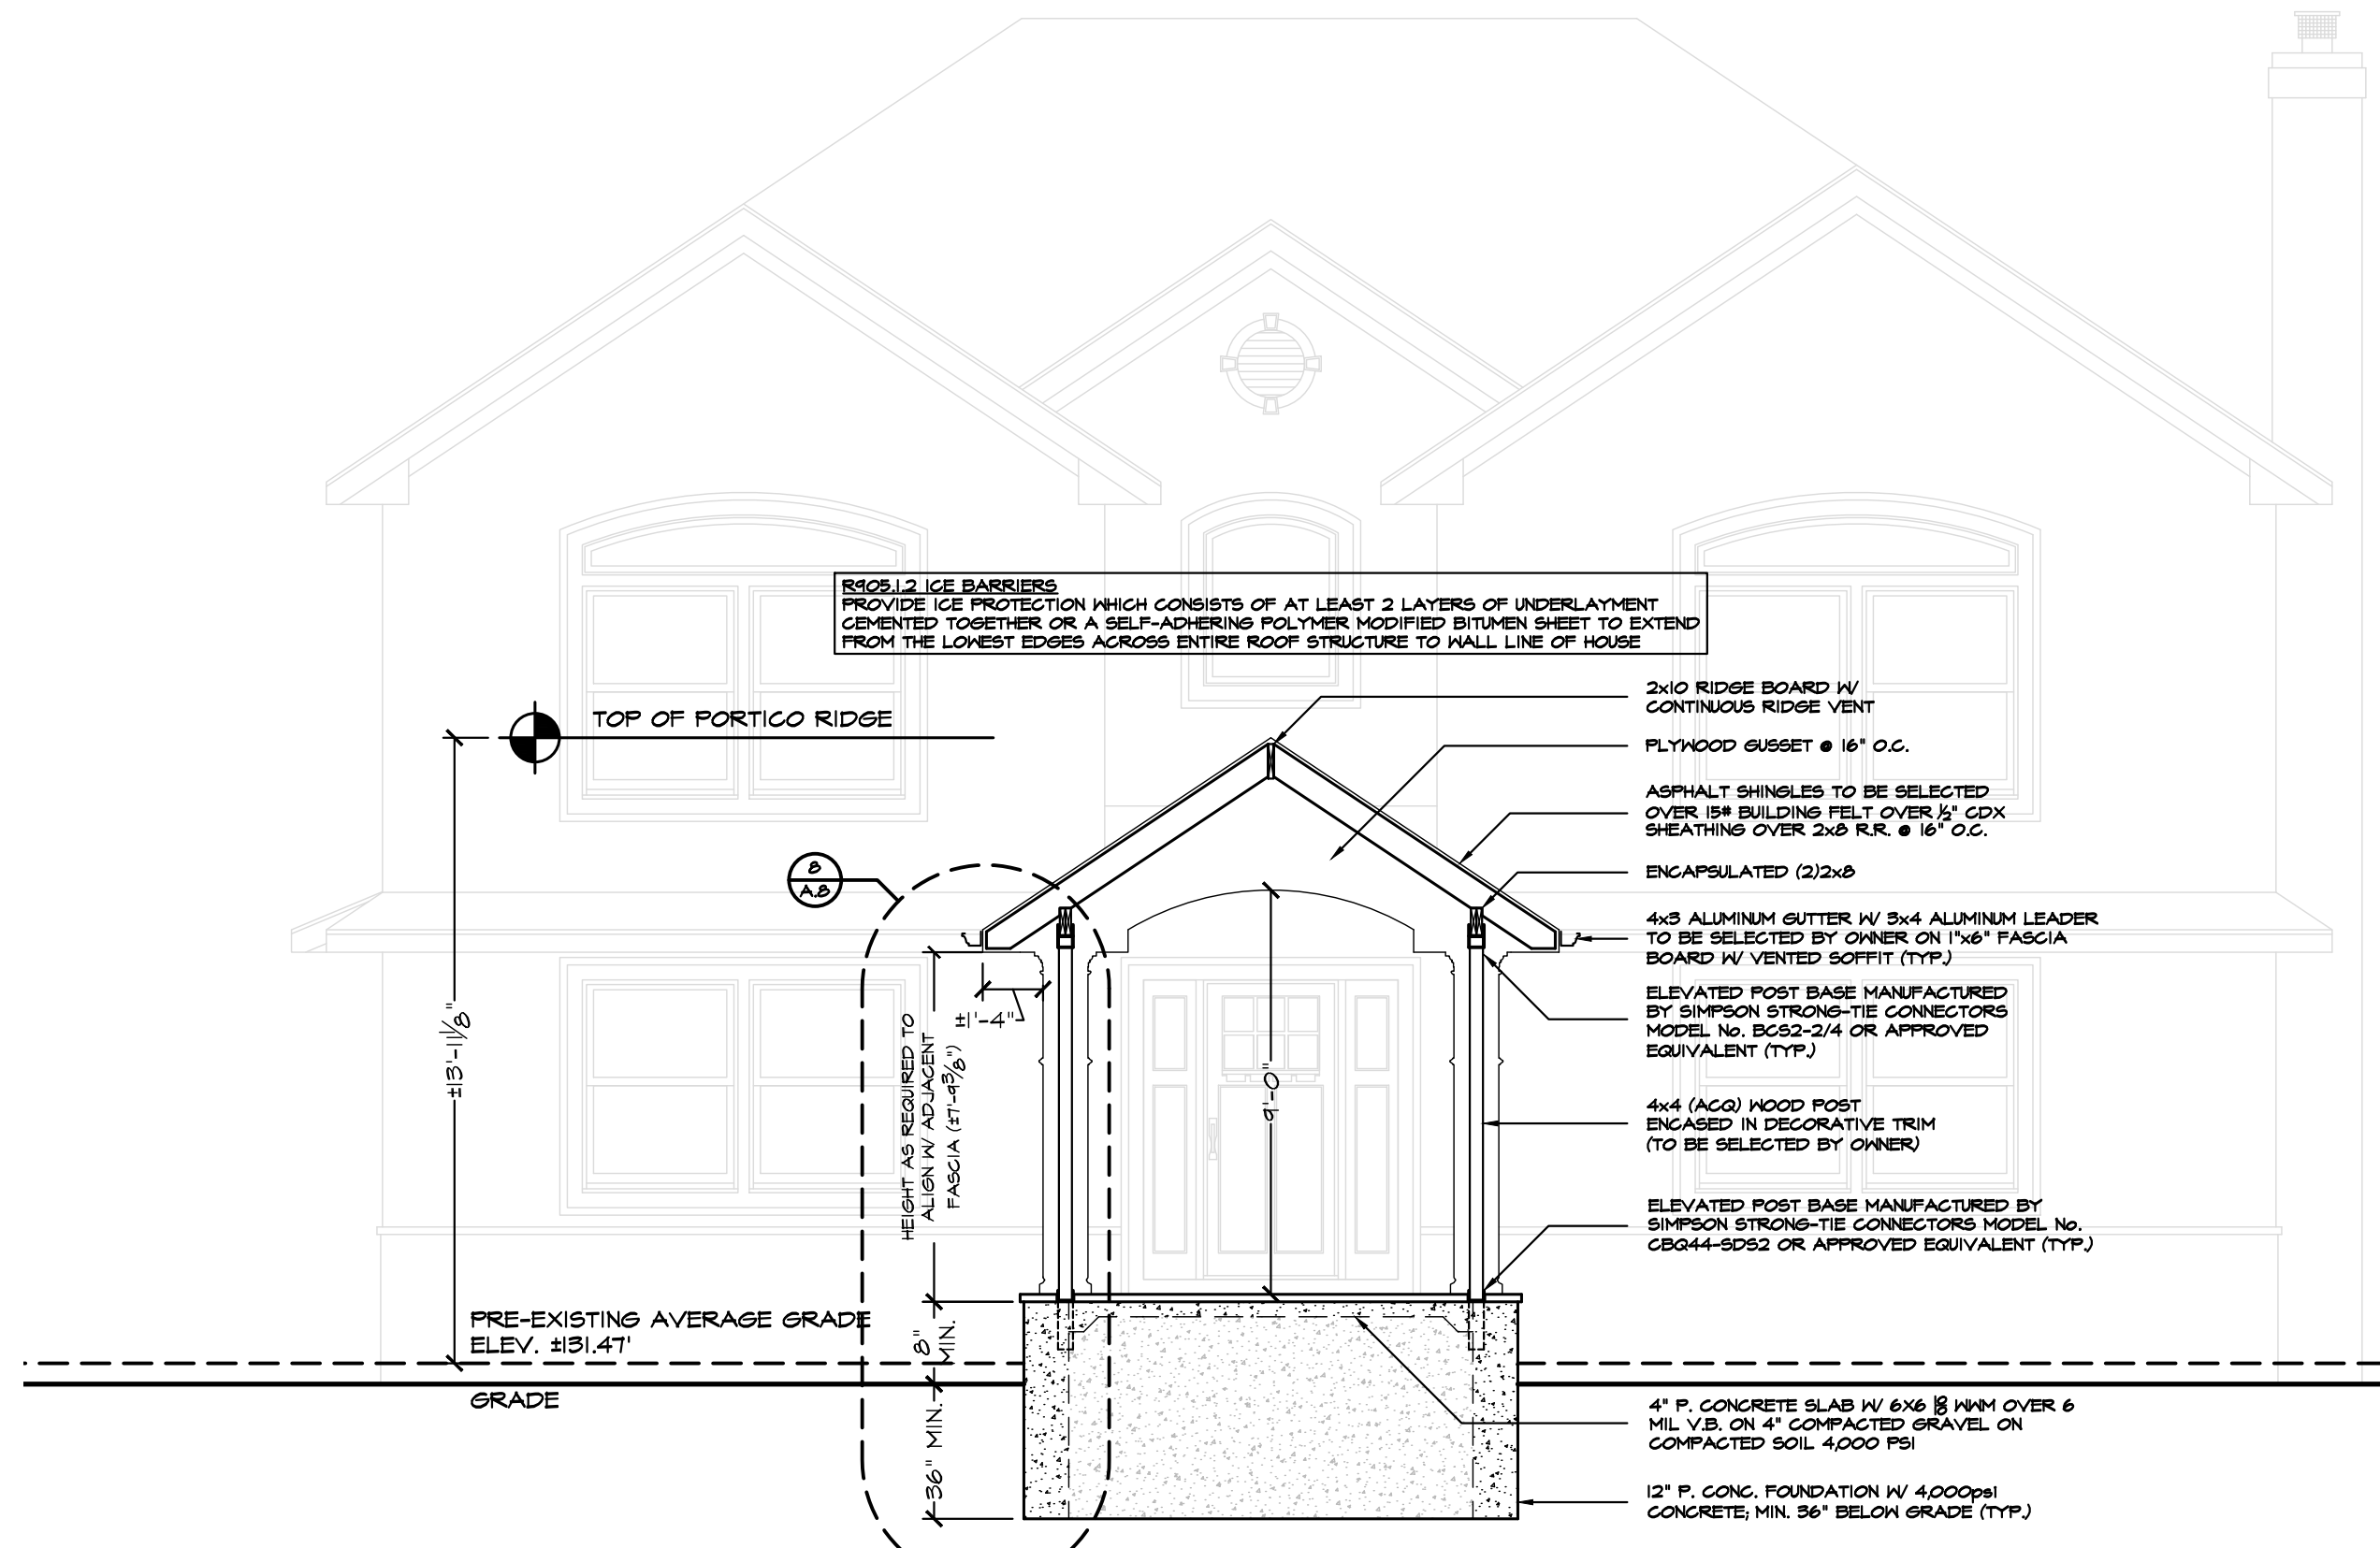 R905.1.2 ICE BARRIERS
PROVIDE ICE PROTECTION WHICH CONSISTS OF AT LEAST 2 LAYERS OF UNDERLAYMENT
CEMENTED TOGETHER OR A SELF-ADHERING POLYMER MODIFIED BITUMEN SHEET TO EXTEND
FROM THE LOWEST EDGES ACROSS ENTIRE ROOF STRUCTURE TO WALL LINE OF HOUSE
TOP OF PORTICO RIDGE
8
A.8
±13'-11 1/8"
±1'-4"
HEIGHT AS REQUIRED TO
ALIGN W/ ADJACENT
FASCIA (±7'-9 3/8")
9'-0"
8"
MIN.
36" MIN.
PRE-EXISTING AVERAGE GRADE
ELEV. ±131.47'
GRADE
2x10 RIDGE BOARD W/
CONTINUOUS RIDGE VENT
PLYWOOD GUSSET @ 16" O.C.
ASPHALT SHINGLES TO BE SELECTED
OVER 15# BUILDING FELT OVER 1/2" CDX
SHEATHING OVER 2x8 R.R. @ 16" O.C.
ENCAPSULATED (2)2x8
4x3 ALUMINUM GUTTER W/ 3x4 ALUMINUM LEADER
TO BE SELECTED BY OWNER ON 1"x6" FASCIA
BOARD W/ VENTED SOFFIT (TYP.)
ELEVATED POST BASE MANUFACTURED
BY SIMPSON STRONG-TIE CONNECTORS
MODEL No. BCS2-2/4 OR APPROVED
EQUIVALENT (TYP.)
4x4 (ACQ) WOOD POST
ENCASED IN DECORATIVE TRIM
(TO BE SELECTED BY OWNER)
ELEVATED POST BASE MANUFACTURED BY
SIMPSON STRONG-TIE CONNECTORS MODEL No.
CBQ44-SDS2 OR APPROVED EQUIVALENT (TYP.)
4" P. CONCRETE SLAB W/ 6X6 WWM OVER 6
MIL V.B. ON 4" COMPACTED GRAVEL ON
COMPACTED SOIL 4,000 PSI
12" P. CONC. FOUNDATION W/ 4,000psi
CONCRETE; MIN. 36" BELOW GRADE (TYP.)